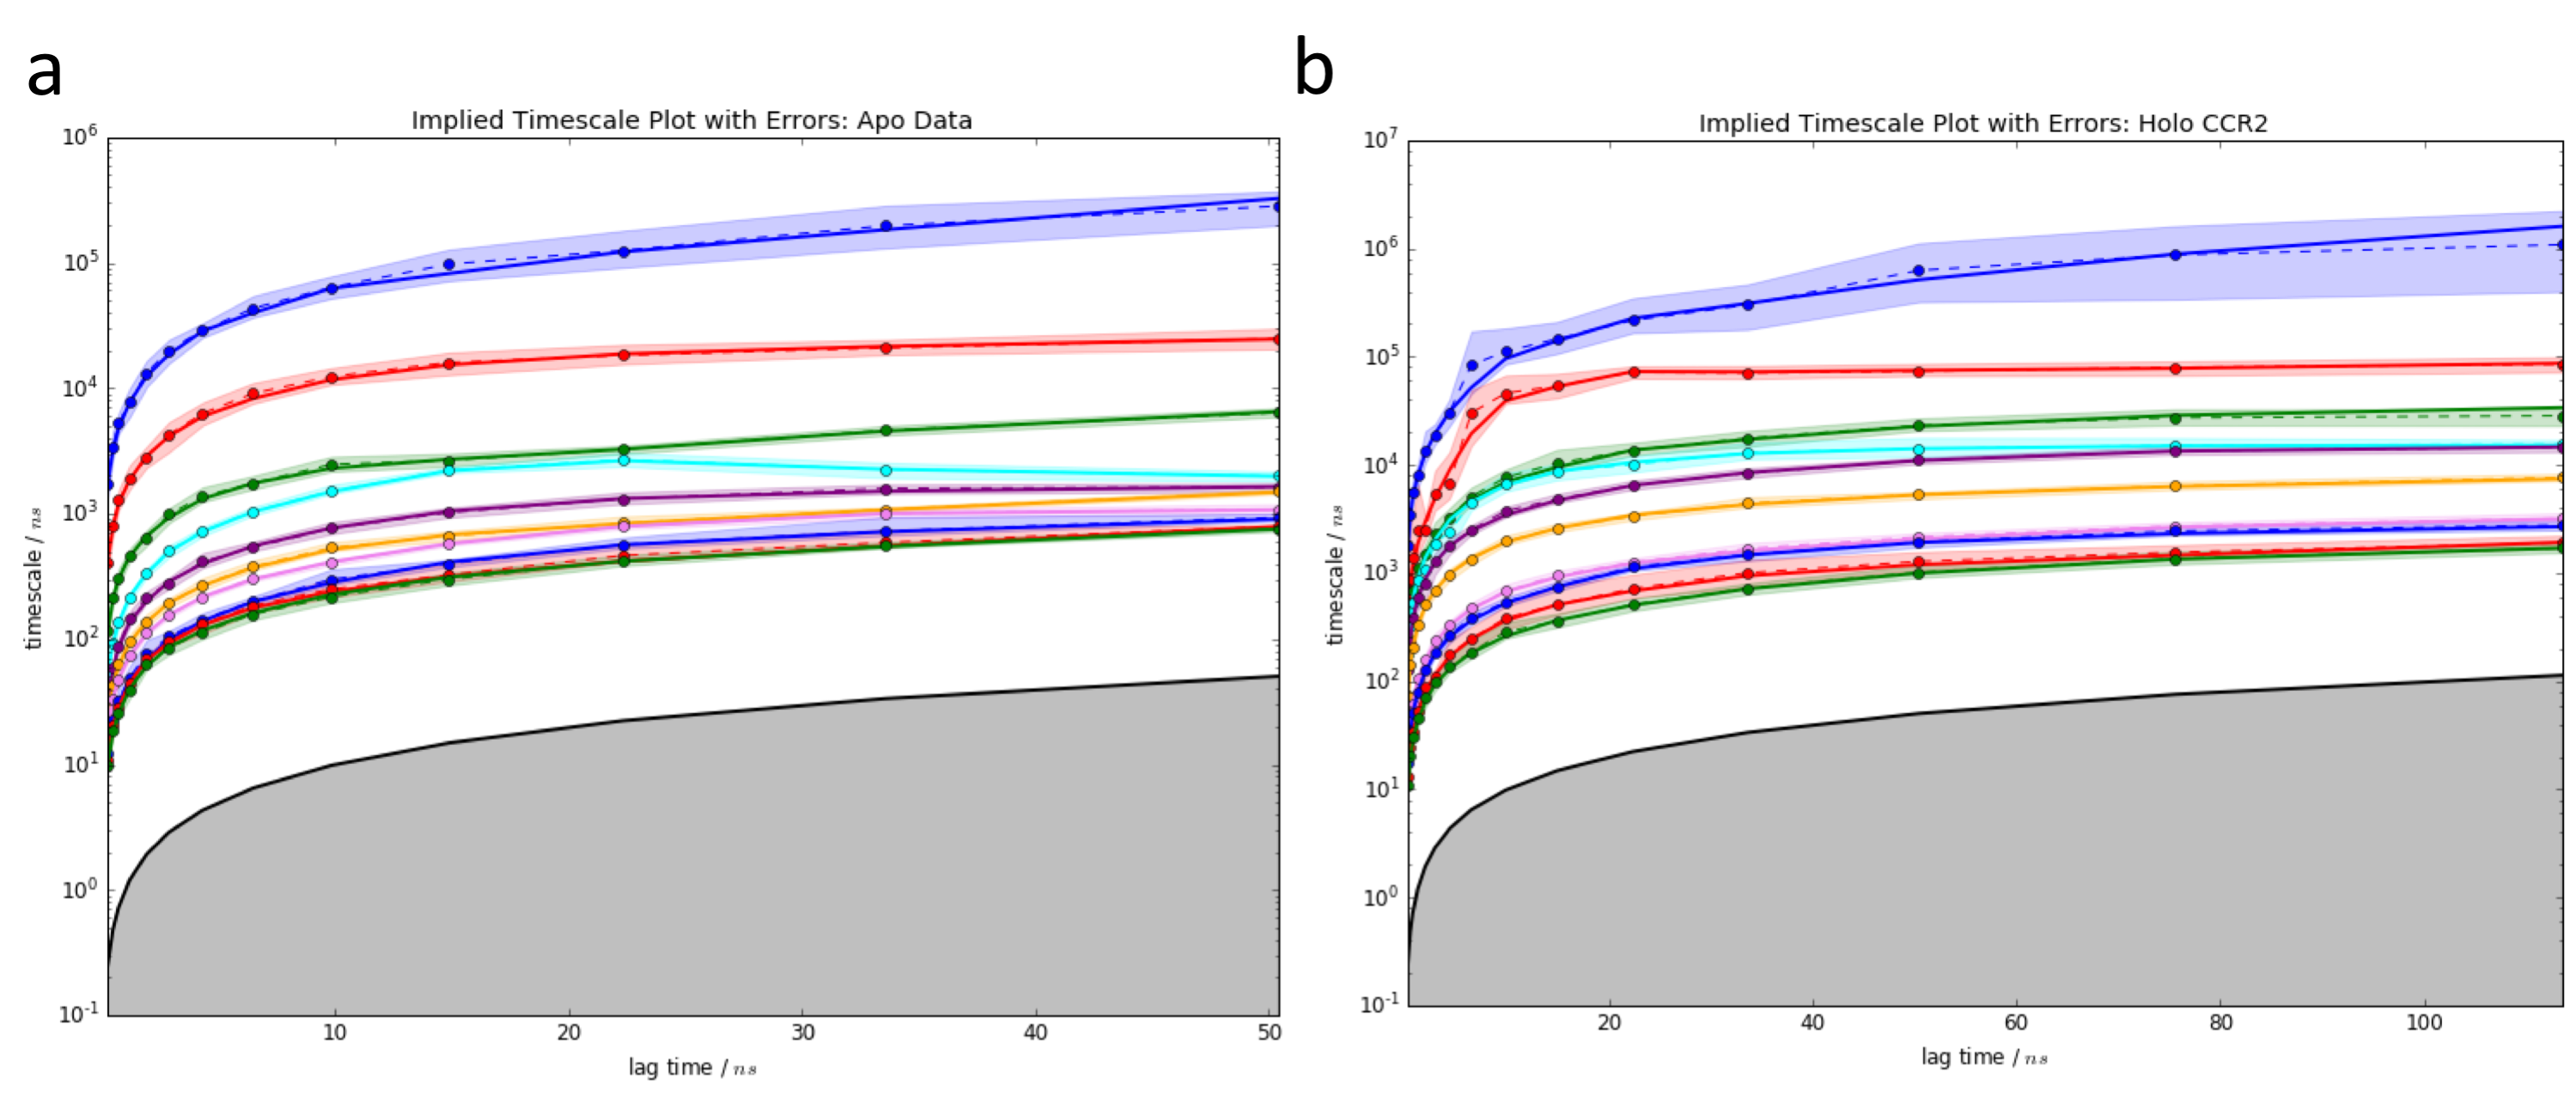 a
b
Implied Timescale Plot with Errors: Apo Data
10^6
10^5
10^4
10^3
10^2
10^1
10^0
10^-1
timescale / ns
10 20 30 40 50
lag time / ns
Implied Timescale Plot with Errors: Holo CCR2
10^7
10^6
10^5
10^4
10^3
10^2
10^1
10^0
10^-1
timescale / ns
20 40 60 80 100
lag time / ns